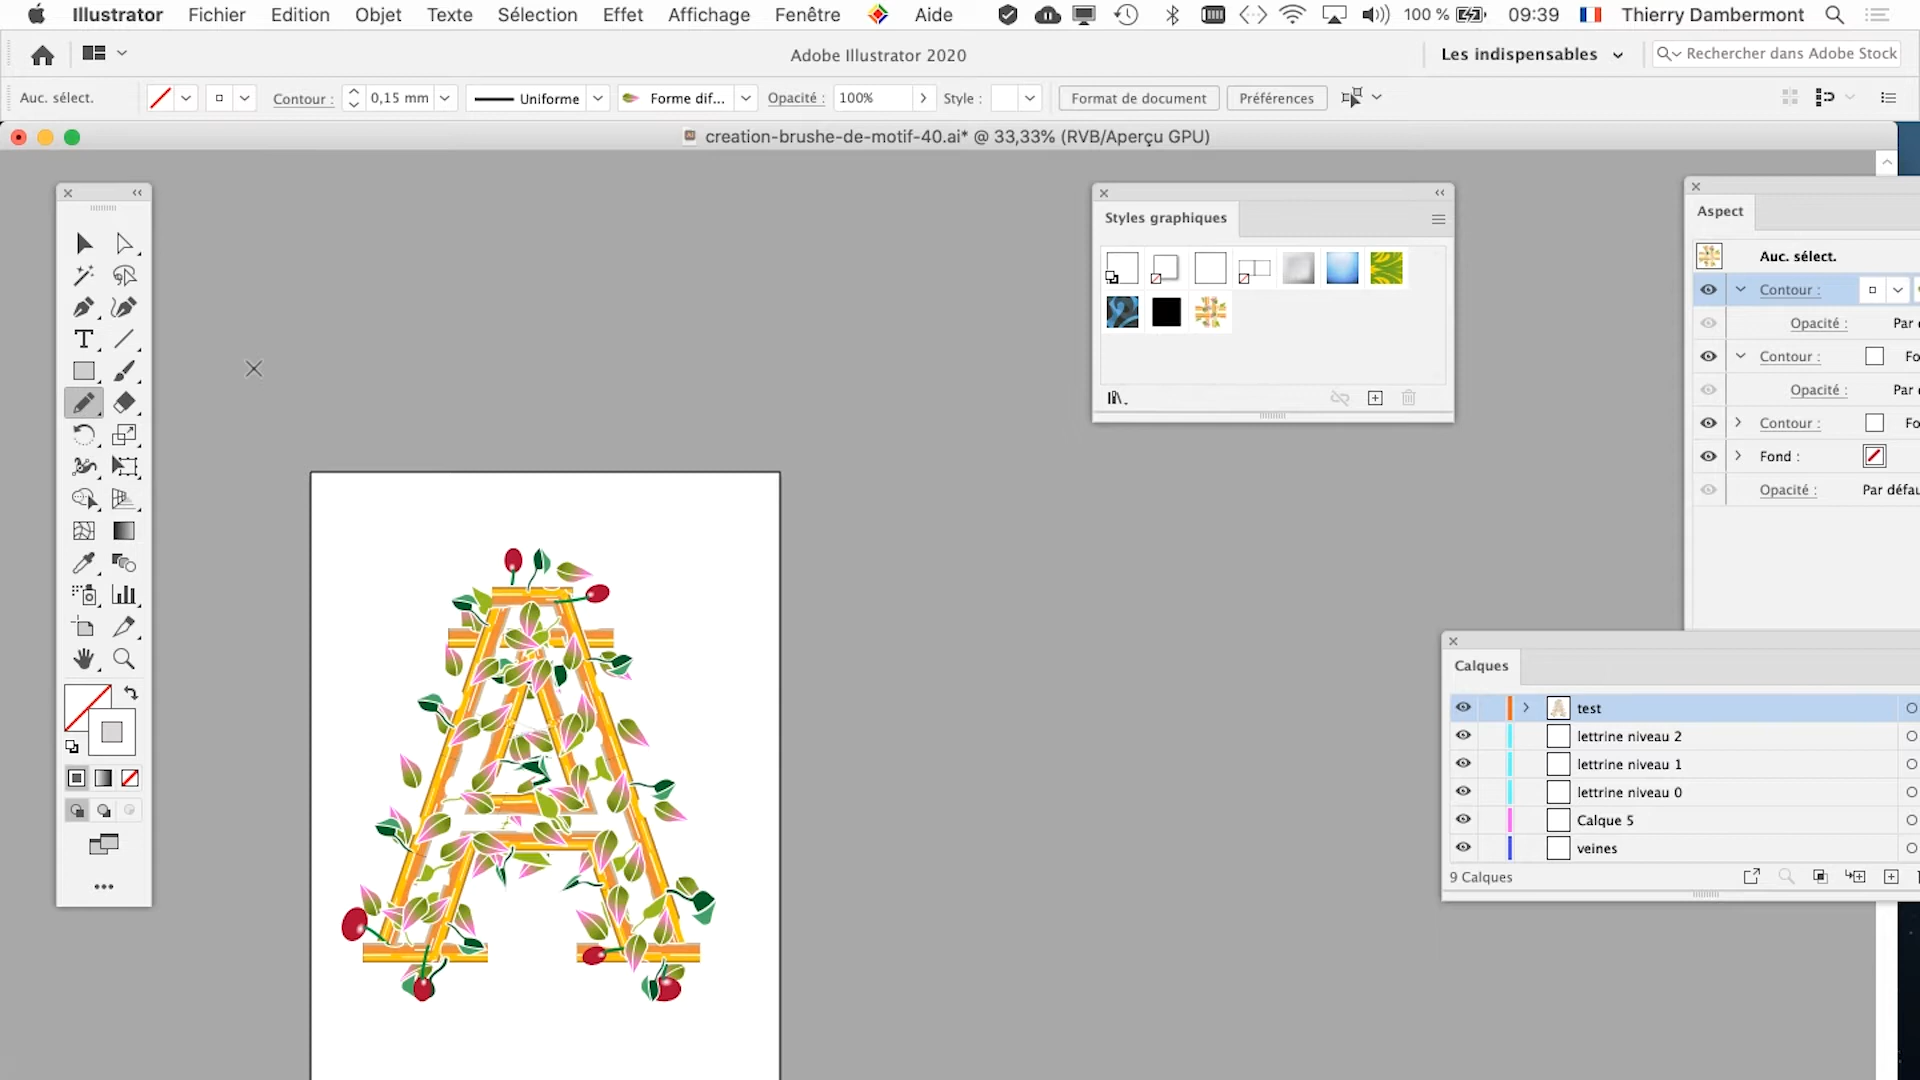 Illustrator Fichier Edition Objet Texte Sélection Effet Affichage Fenêtre Aide 100 % 09:39 Thierry Dambermont
Adobe Illustrator 2020 Les indispensables Rechercher dans Adobe Stock
Auc. sélect. Contour : 0,15 mm Uniforme Forme dif... Opacité : 100% Style : Format de document Préférences
creation-brushe-de-motif-40.ai* @ 33,33% (RVB/Aperçu GPU)
Styles graphiques
Aspect
Auc. sélect.
Contour :
Opacité : Par
Contour : Fo
Opacité : Par
Contour : Fo
Fond :
Opacité : Par défau
Calques
test
lettrine niveau 2
lettrine niveau 1
lettrine niveau 0
Calque 5
veines
9 Calques